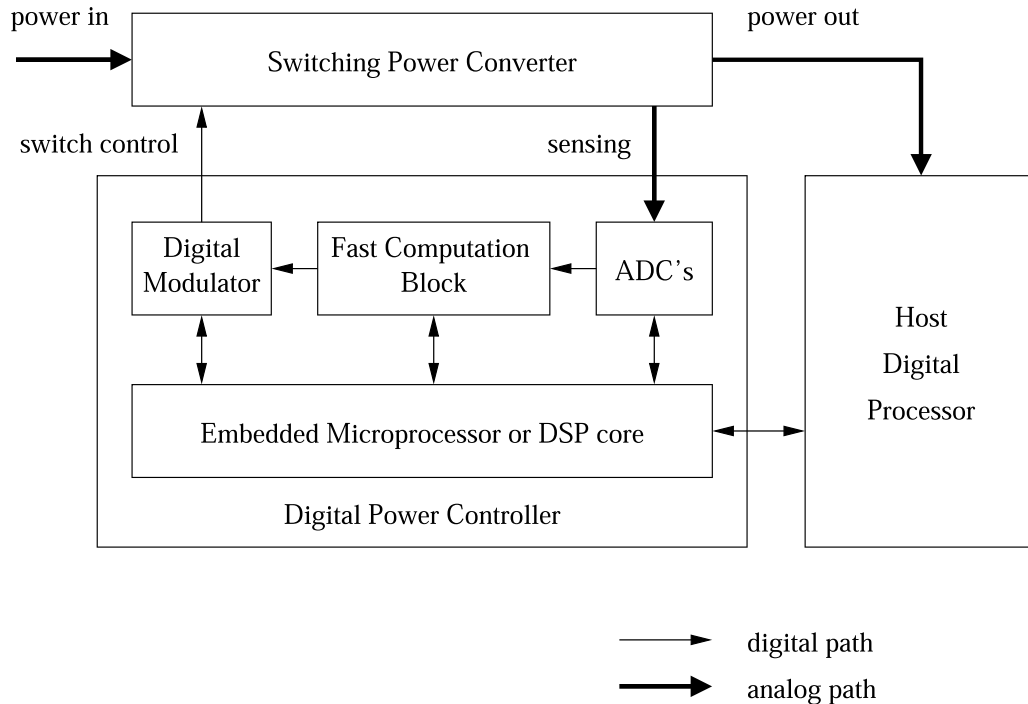 power in
power out
Switching Power Converter
switch control
sensing
Digital
Modulator
Fast Computation
Block
ADC's
Host
Digital
Processor
Embedded Microprocessor or DSP core
Digital Power Controller
digital path
analog path